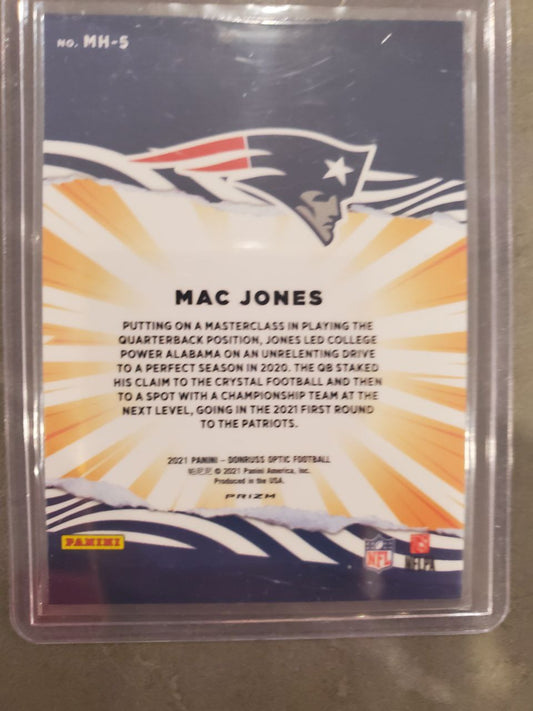 NO. MH-5
MAC JONES
PUTTING ON A MASTERCLASS IN PLAYING THE
QUARTERBACK POSITION, JONES LED COLLEGE
POWER ALABAMA ON AN UNRELENTING DRIVE
TO A PERFECT SEASON IN 2020. THE QB STAKED
HIS CLAIM TO THE CRYSTAL FOOTBALL AND THEN
TO A SPOT WITH A CHAMPIONSHIP TEAM AT THE
NEXT LEVEL, GOING IN THE 2021 FIRST ROUND
TO THE PATRIOTS.
2021 PANINI – DONRUSS OPTIC FOOTBALL
帕尼尼 © 2021 Panini America, Inc.
Produced in the USA.
PRIZM
PANINI
NFL
NFLPA